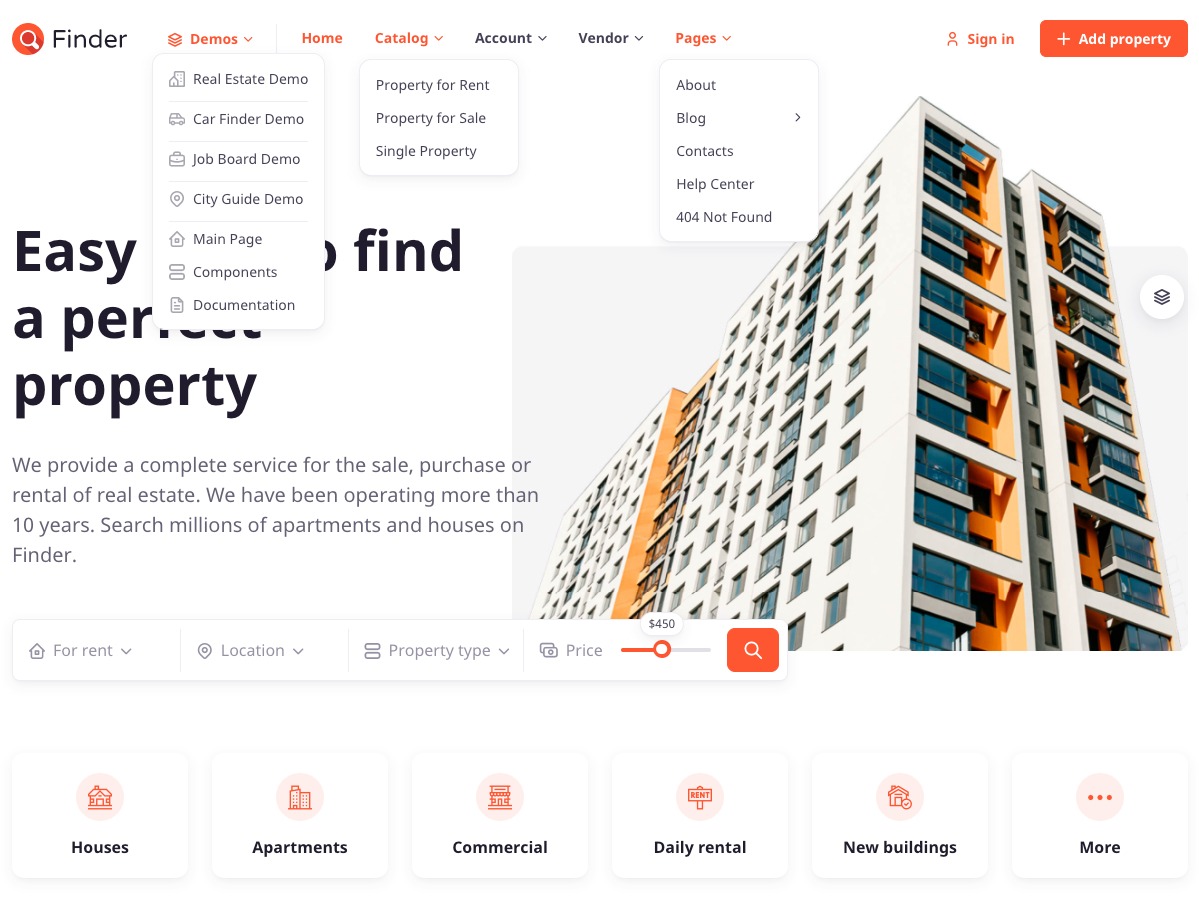 Finder
Demos
Home
Catalog
Account
Vendor
Pages
Sign in
Add property
Real Estate Demo
Car Finder Demo
Job Board Demo
City Guide Demo
Main Page
Components
Documentation
Property for Rent
Property for Sale
Single Property
About
Blog
Contacts
Help Center
404 Not Found
Easy find
a perfect
property
We provide a complete service for the sale, purchase or
rental of real estate. We have been operating more than
10 years. Search millions of apartments and houses on
Finder.
For rent
Location
Property type
Price
$450
Houses
Apartments
Commercial
RENT
Daily rental
New buildings
More